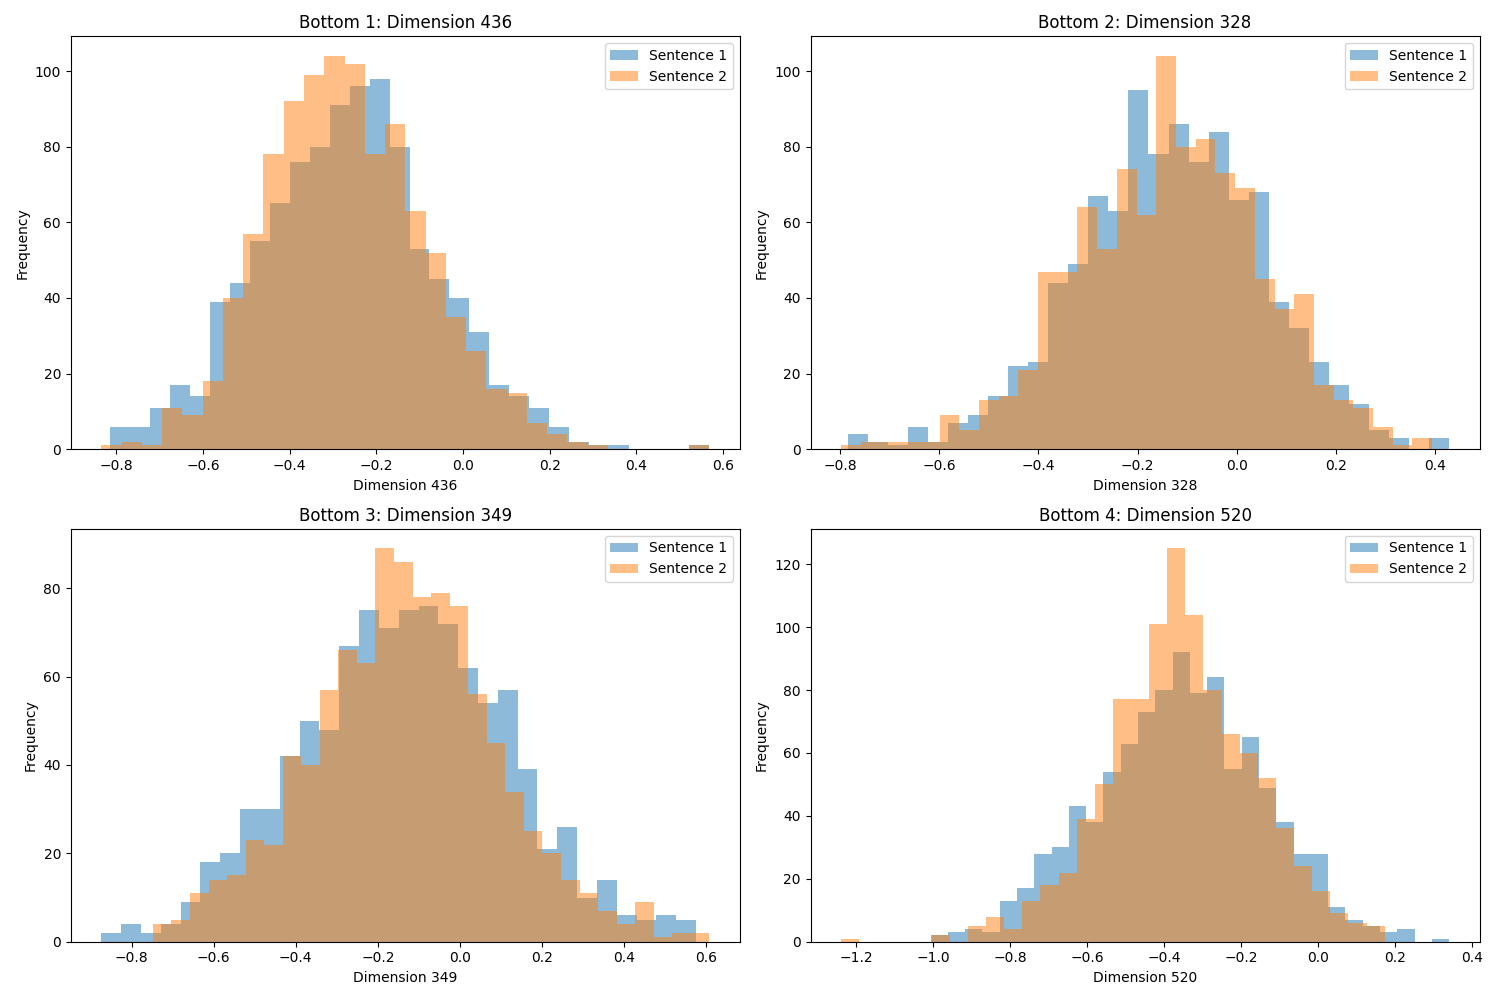 Bottom 1: Dimension 436
Sentence 1
Sentence 2
Frequency
100
80
60
40
20
0
−0.8
−0.6
−0.4
−0.2
0.0
0.2
0.4
0.6
Dimension 436
Bottom 2: Dimension 328
Sentence 1
Sentence 2
Frequency
100
80
60
40
20
0
−0.8
−0.6
−0.4
−0.2
0.0
0.2
0.4
Dimension 328
Bottom 3: Dimension 349
Sentence 1
Sentence 2
Frequency
80
60
40
20
0
−0.8
−0.6
−0.4
−0.2
0.0
0.2
0.4
0.6
Dimension 349
Bottom 4: Dimension 520
Sentence 1
Sentence 2
Frequency
120
100
80
60
40
20
0
−1.2
−1.0
−0.8
−0.6
−0.4
−0.2
0.0
0.2
0.4
Dimension 520